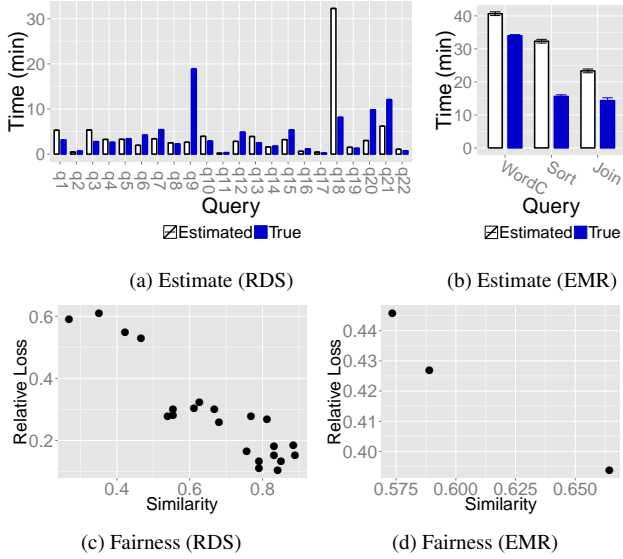 Time (min)
30
20
10
0
q1 q2 q3 q4 q5 q6 q7 q8 q9 q10 q11 q12 q13 q14 q15 q16 q17 q18 q19 q20 q21 q22
Query
Estimated True
(a) Estimate (RDS)
Time (min)
40
30
20
10
0
WordC Sort Join
Query
Estimated True
(b) Estimate (EMR)
Relative Loss
0.6
0.4
0.2
0.4 0.6 0.8
Similarity
(c) Fairness (RDS)
Relative Loss
0.44
0.43
0.42
0.41
0.40
0.575 0.600 0.625 0.650
Similarity
(d) Fairness (EMR)